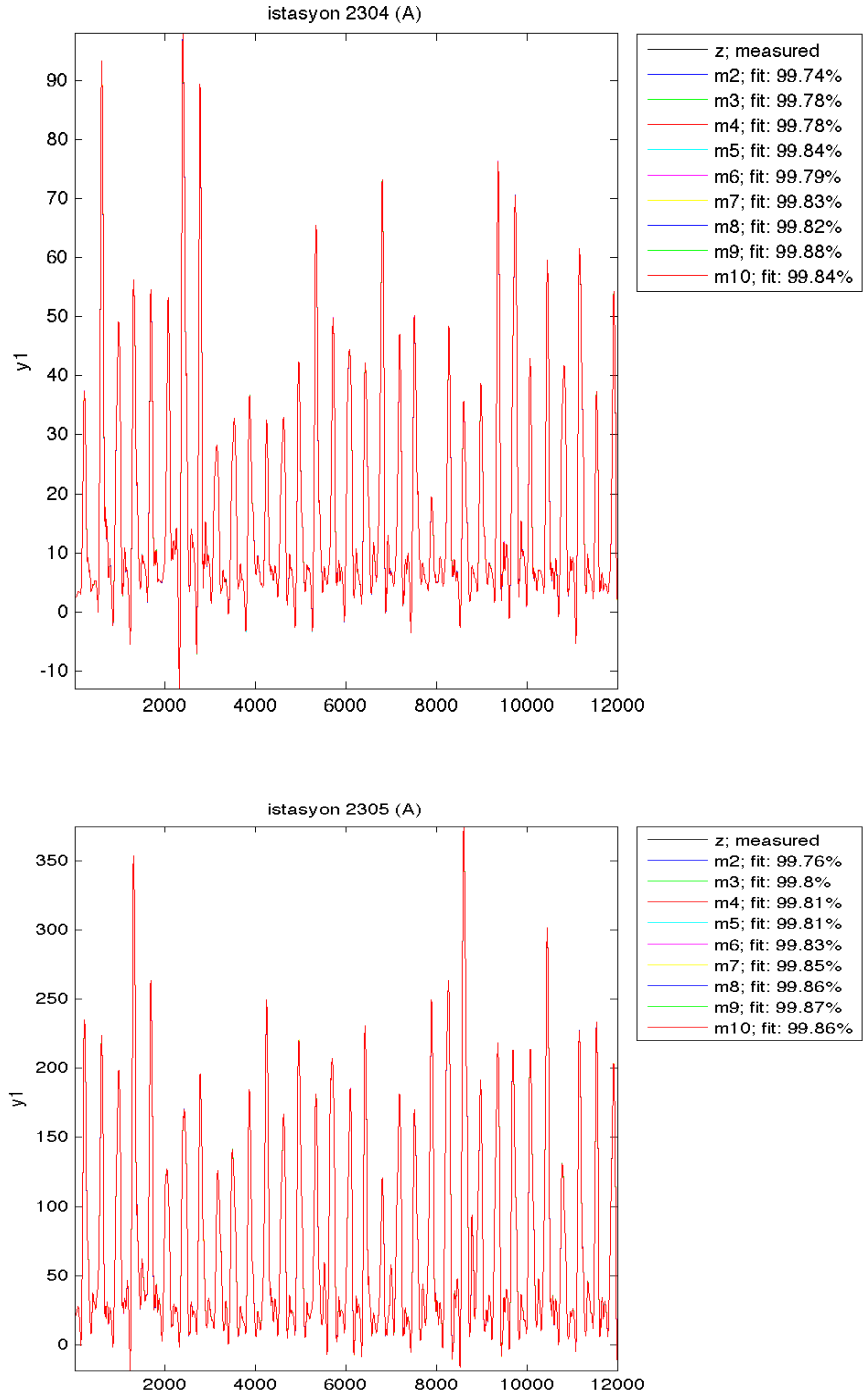 istasyon 2304 (A)
90
80
70
60
50
40
30
20
10
0
-10
y1
2000 4000 6000 8000 10000 12000
z; measured
m2; fit: 99.74%
m3; fit: 99.78%
m4; fit: 99.78%
m5; fit: 99.84%
m6; fit: 99.79%
m7; fit: 99.83%
m8; fit: 99.82%
m9; fit: 99.88%
m10; fit: 99.84%
istasyon 2305 (A)
350
300
250
200
150
100
50
0
y1
2000 4000 6000 8000 10000 12000
z; measured
m2; fit: 99.76%
m3; fit: 99.8%
m4; fit: 99.81%
m5; fit: 99.81%
m6; fit: 99.83%
m7; fit: 99.85%
m8; fit: 99.86%
m9; fit: 99.87%
m10; fit: 99.86%